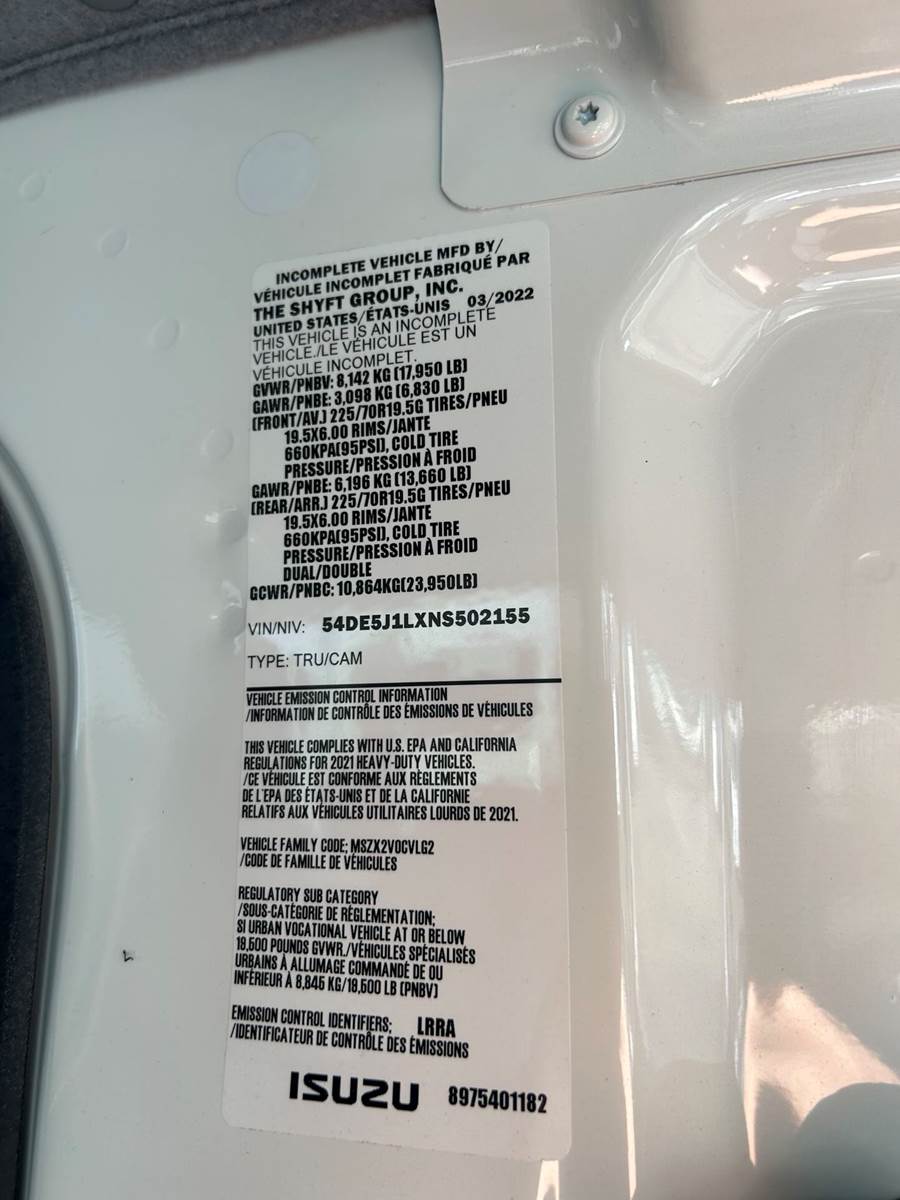 INCOMPLETE VEHICLE MFD BY/
VÉHICULE INCOMPLET FABRIQUÉ PAR
THE SHYFT GROUP, INC.
UNITED STATES/ÉTATS-UNIS 03/2022
THIS VEHICLE IS AN INCOMPLETE
VEHICLE./LE VÉHICULE EST UN
VÉHICULE INCOMPLET.
GVWR/PNBV: 8,142 KG (17,950 LB)
GAWR/PNBE: 3,098 KG (6,830 LB)
(FRONT/AV.) 225/70R19.5G TIRES/PNEU
19.5X6.00 RIMS/JANTE
660KPA(95PSI), COLD TIRE
PRESSURE/PRESSION À FROID
GAWR/PNBE: 6,196 KG (13,660 LB)
(REAR/ARR.) 225/70R19.5G TIRES/PNEU
19.5X6.00 RIMS/JANTE
660KPA(95PSI), COLD TIRE
PRESSURE/PRESSION À FROID
DUAL/DOUBLE
GCWR/PNBC: 10,864KG(23,950LB)
VIN/NIV: 54DE5J1LXNS502155
TYPE: TRU/CAM
VEHICLE EMISSION CONTROL INFORMATION
/INFORMATION DE CONTRÔLE DES ÉMISSIONS DE VÉHICULES
THIS VEHICLE COMPLIES WITH U.S. EPA AND CALIFORNIA
REGULATIONS FOR 2021 HEAVY-DUTY VEHICLES.
/CE VÉHICULE EST CONFORME AUX RÈGLEMENTS
DE L'EPA DES ÉTATS-UNIS ET DE LA CALIFORNIE
RELATIFS AUX VÉHICULES UTILITAIRES LOURDS DE 2021.
VEHICLE FAMILY CODE; MSZX2VOCVLG2
/CODE DE FAMILLE DE VÉHICULES
REGULATORY SUB CATEGORY
/SOUS-CATÉGORIE DE RÉGLEMENTATION;
SI URBAN VOCATIONAL VEHICLE AT OR BELOW
19,500 POUNDS GVWR./VÉHICULES SPÉCIALISÉS
URBAINS À ALLUMAGE COMMANDÉ DE OU
INFÉRIEUR À 8,845 KG/19,500 LB (PNBV)
EMISSION CONTROL IDENTIFIERS; LRRA
/IDENTIFICATEUR DE CONTRÔLE DES ÉMISSIONS
ISUZU 8975401182